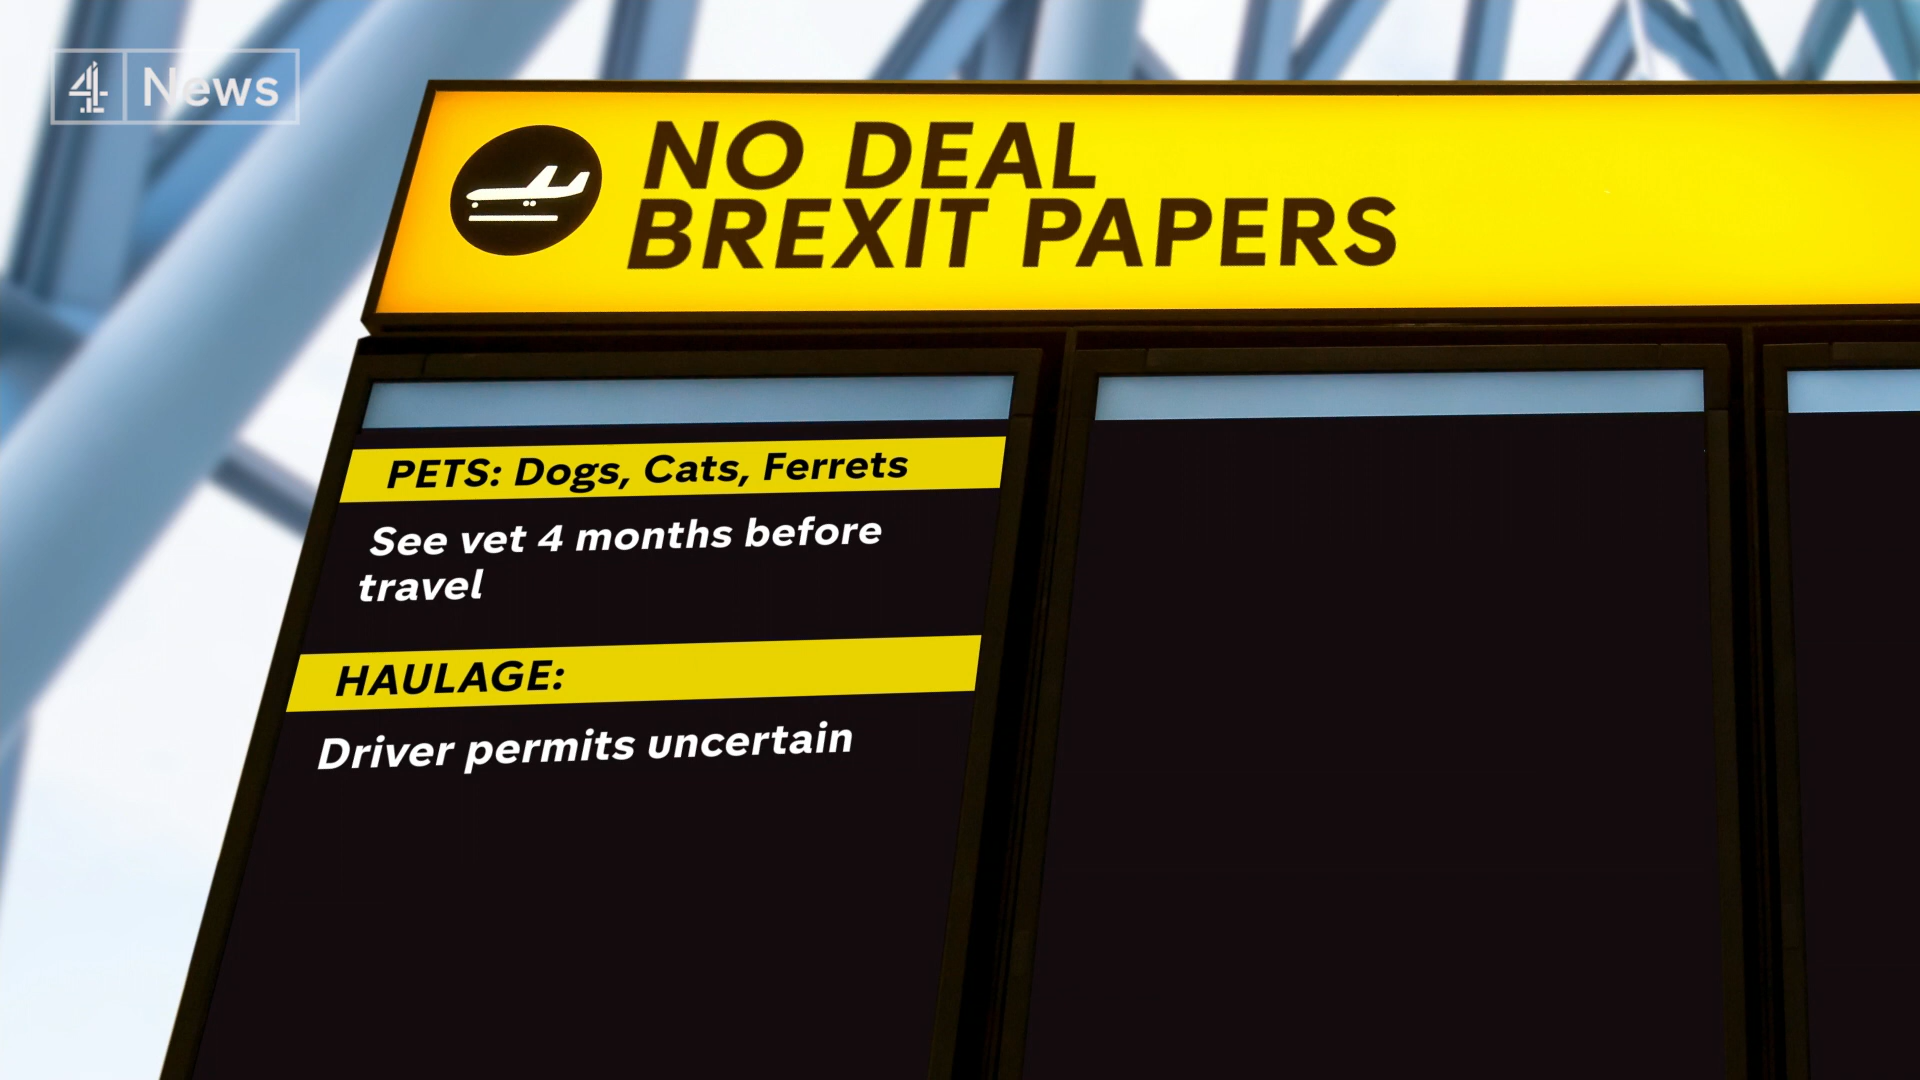 4 News
NO DEAL
BREXIT PAPERS
PETS: Dogs, Cats, Ferrets
See vet 4 months before
travel
HAULAGE:
Driver permits uncertain